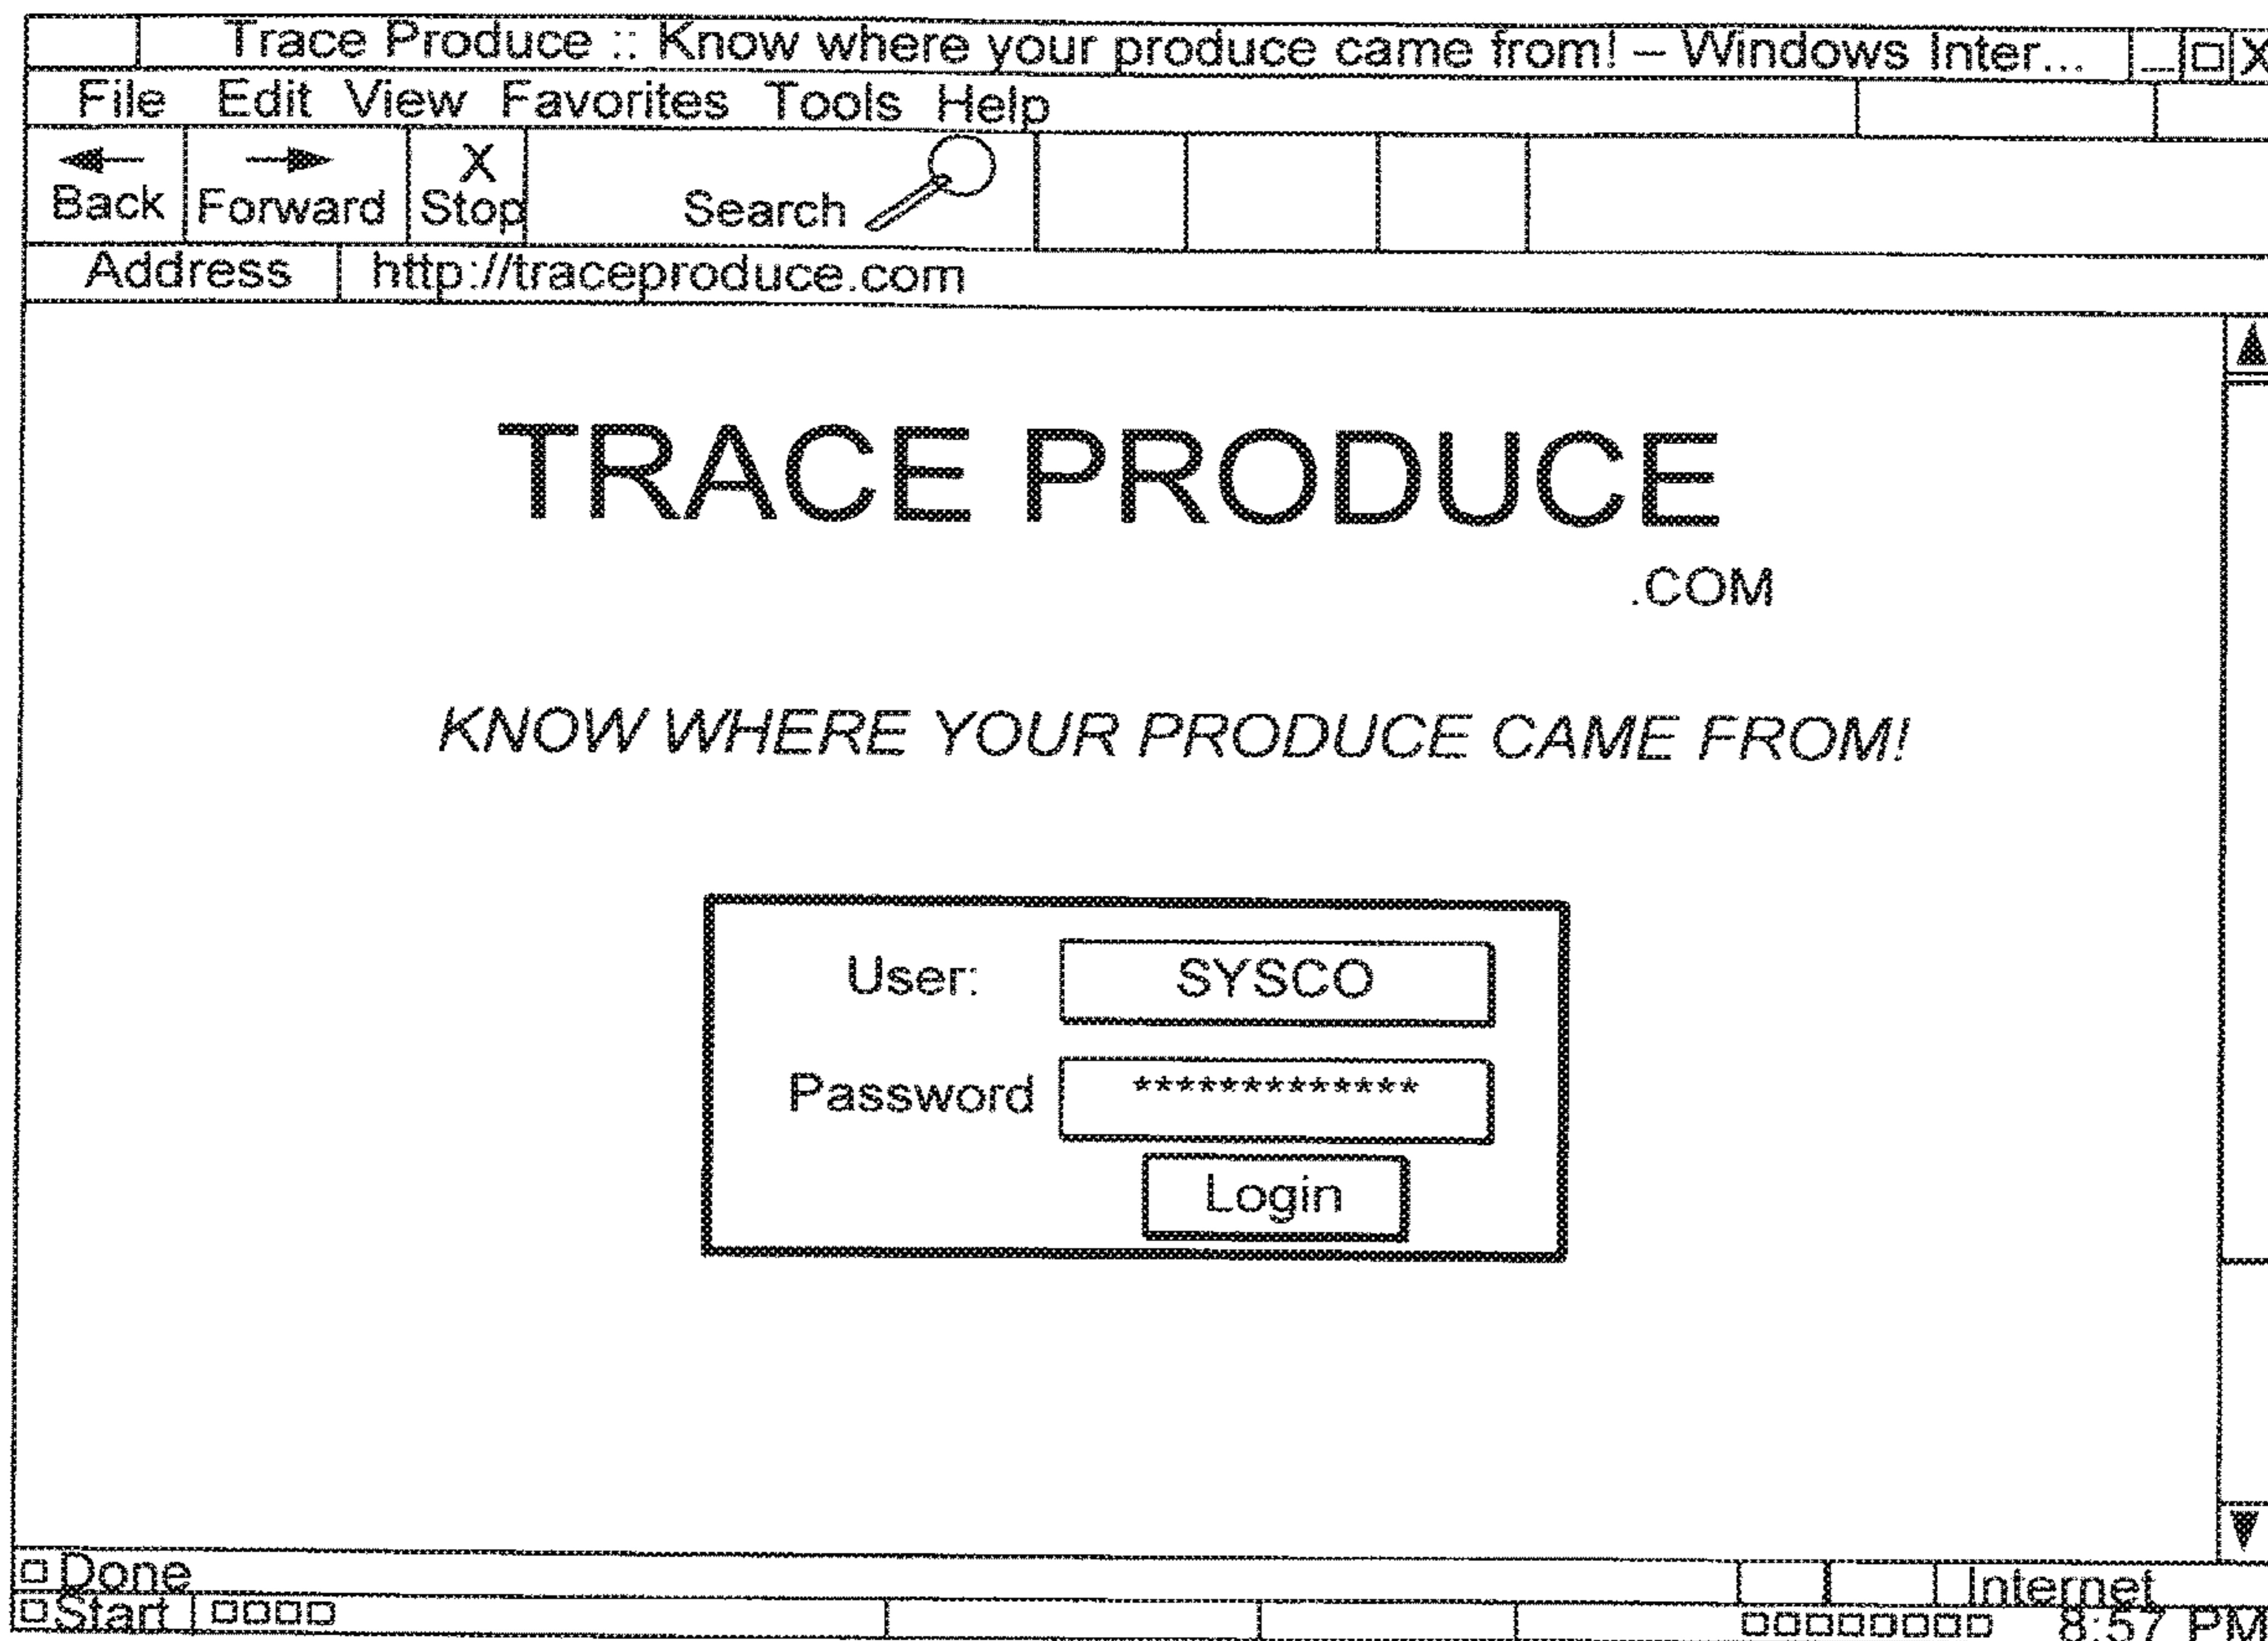 Trace Produce :: Know where your produce came from! – Windows Inter... _ □ X
File Edit View Favorites Tools Help
Back Forward X Stop Search
Address http://traceproduce.com
TRACE PRODUCE
.COM
KNOW WHERE YOUR PRODUCE CAME FROM!
User: SYSCO
Password *************
Login
Done Internet
Start 8:57 PM